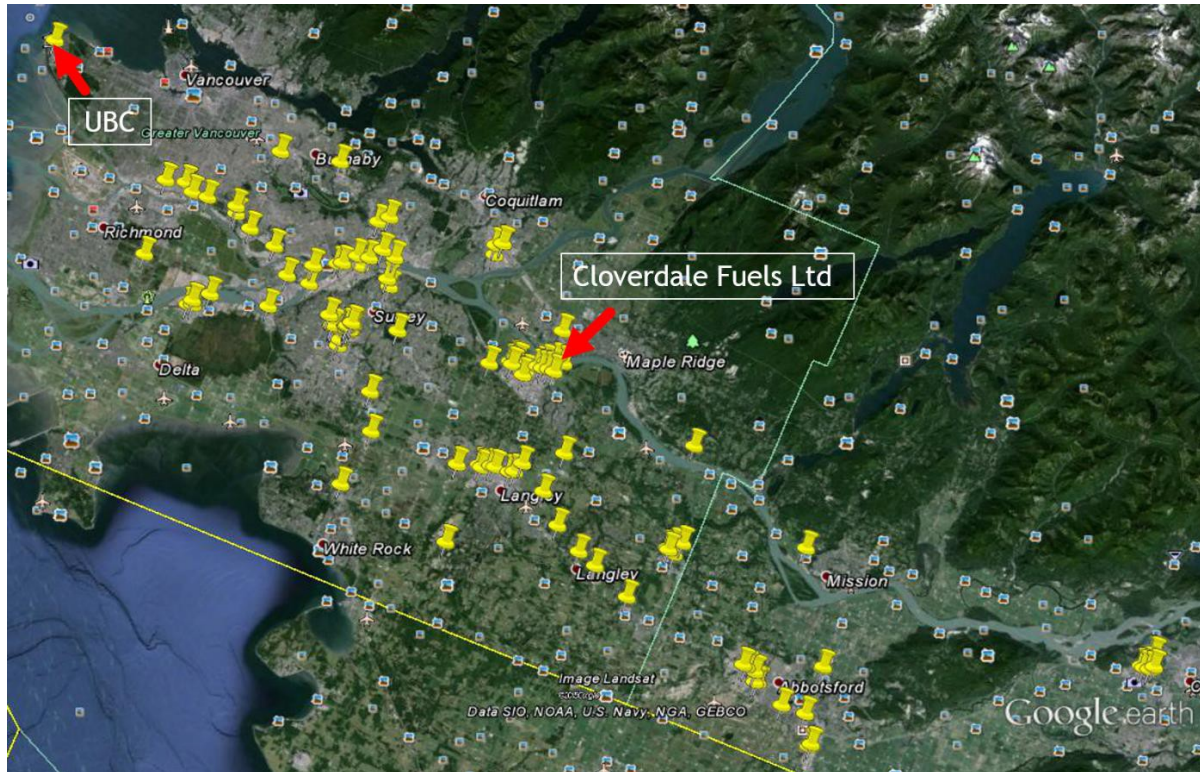 Vancouver
UBC
Greater Vancouver
Burnaby
Coquitlam
Richmond
Cloverdale Fuels Ltd
Surrey
Maple Ridge
Delta
Langley
White Rock
Langley
Mission
Image Landsat
Abbotsford
Data SIO, NOAA, U.S. Navy, NGA, GEBCO
Google earth